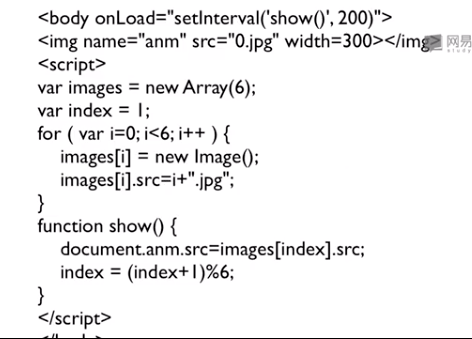 <body onLoad="setInterval('show()', 200)">
<img name="anm" src="0.jpg" width=300></img>
网易
<script>
var images = new Array(6);
var index = 1;
for ( var i=0; i<6; i++ ) {
images[i] = new Image();
images[i].src=i+".jpg";
}
function show() {
document.anm.src=images[index].src;
index = (index+1)%6;
}
</script>